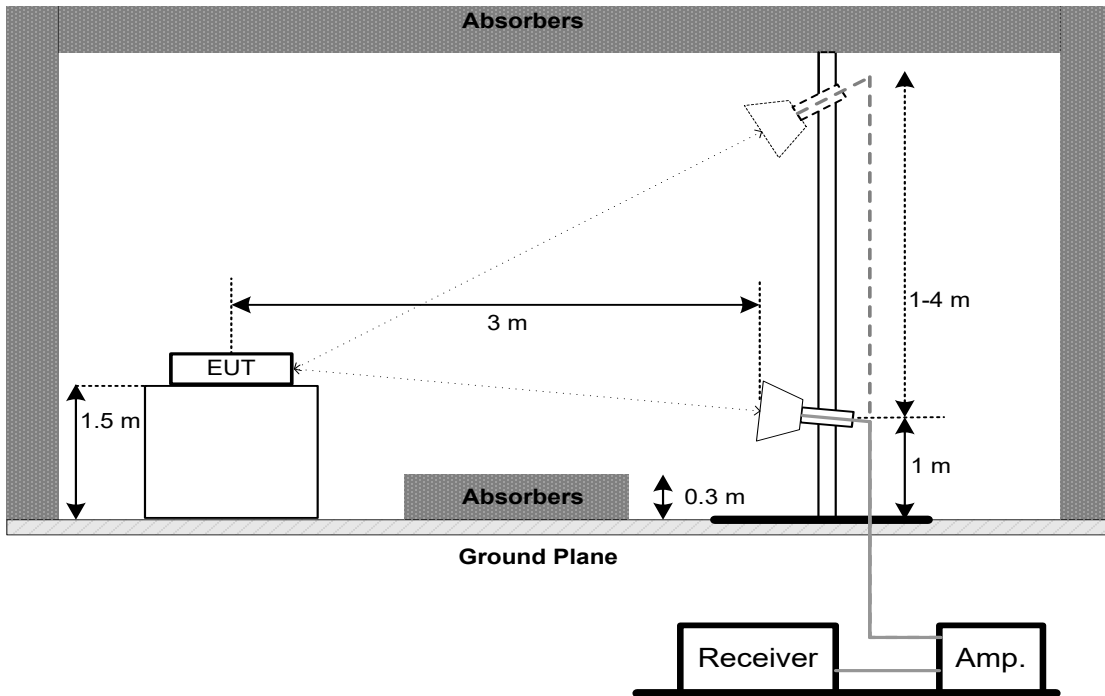 Absorbers
1-4 m
3 m
EUT
1.5 m
1 m
Absorbers
0.3 m
Ground Plane
Receiver
Amp.